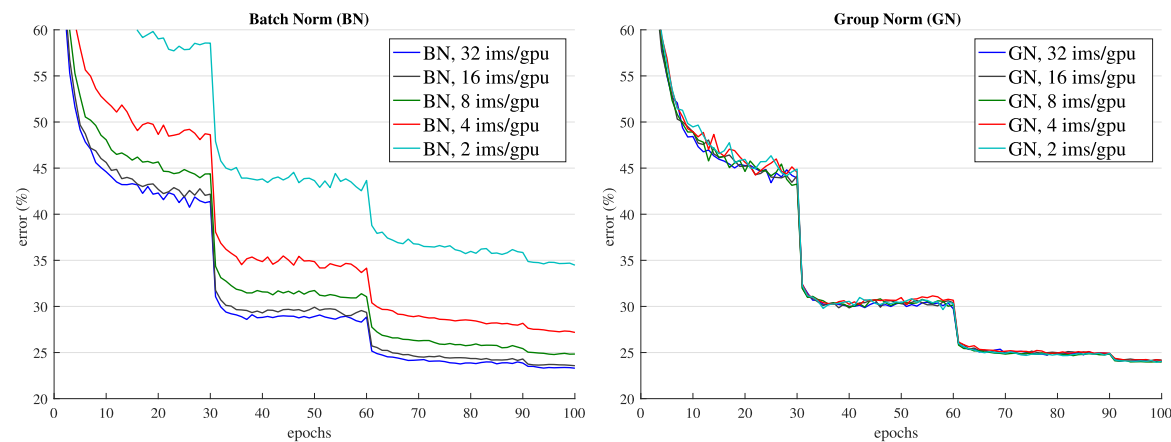 Batch Norm (BN)
60
55
50
45
40
35
30
25
20
error (%)
BN, 32 ims/gpu
BN, 16 ims/gpu
BN, 8 ims/gpu
BN, 4 ims/gpu
BN, 2 ims/gpu
0 10 20 30 40 50 60 70 80 90 100
epochs
Group Norm (GN)
60
55
50
45
40
35
30
25
20
error (%)
GN, 32 ims/gpu
GN, 16 ims/gpu
GN, 8 ims/gpu
GN, 4 ims/gpu
GN, 2 ims/gpu
0 10 20 30 40 50 60 70 80 90 100
epochs